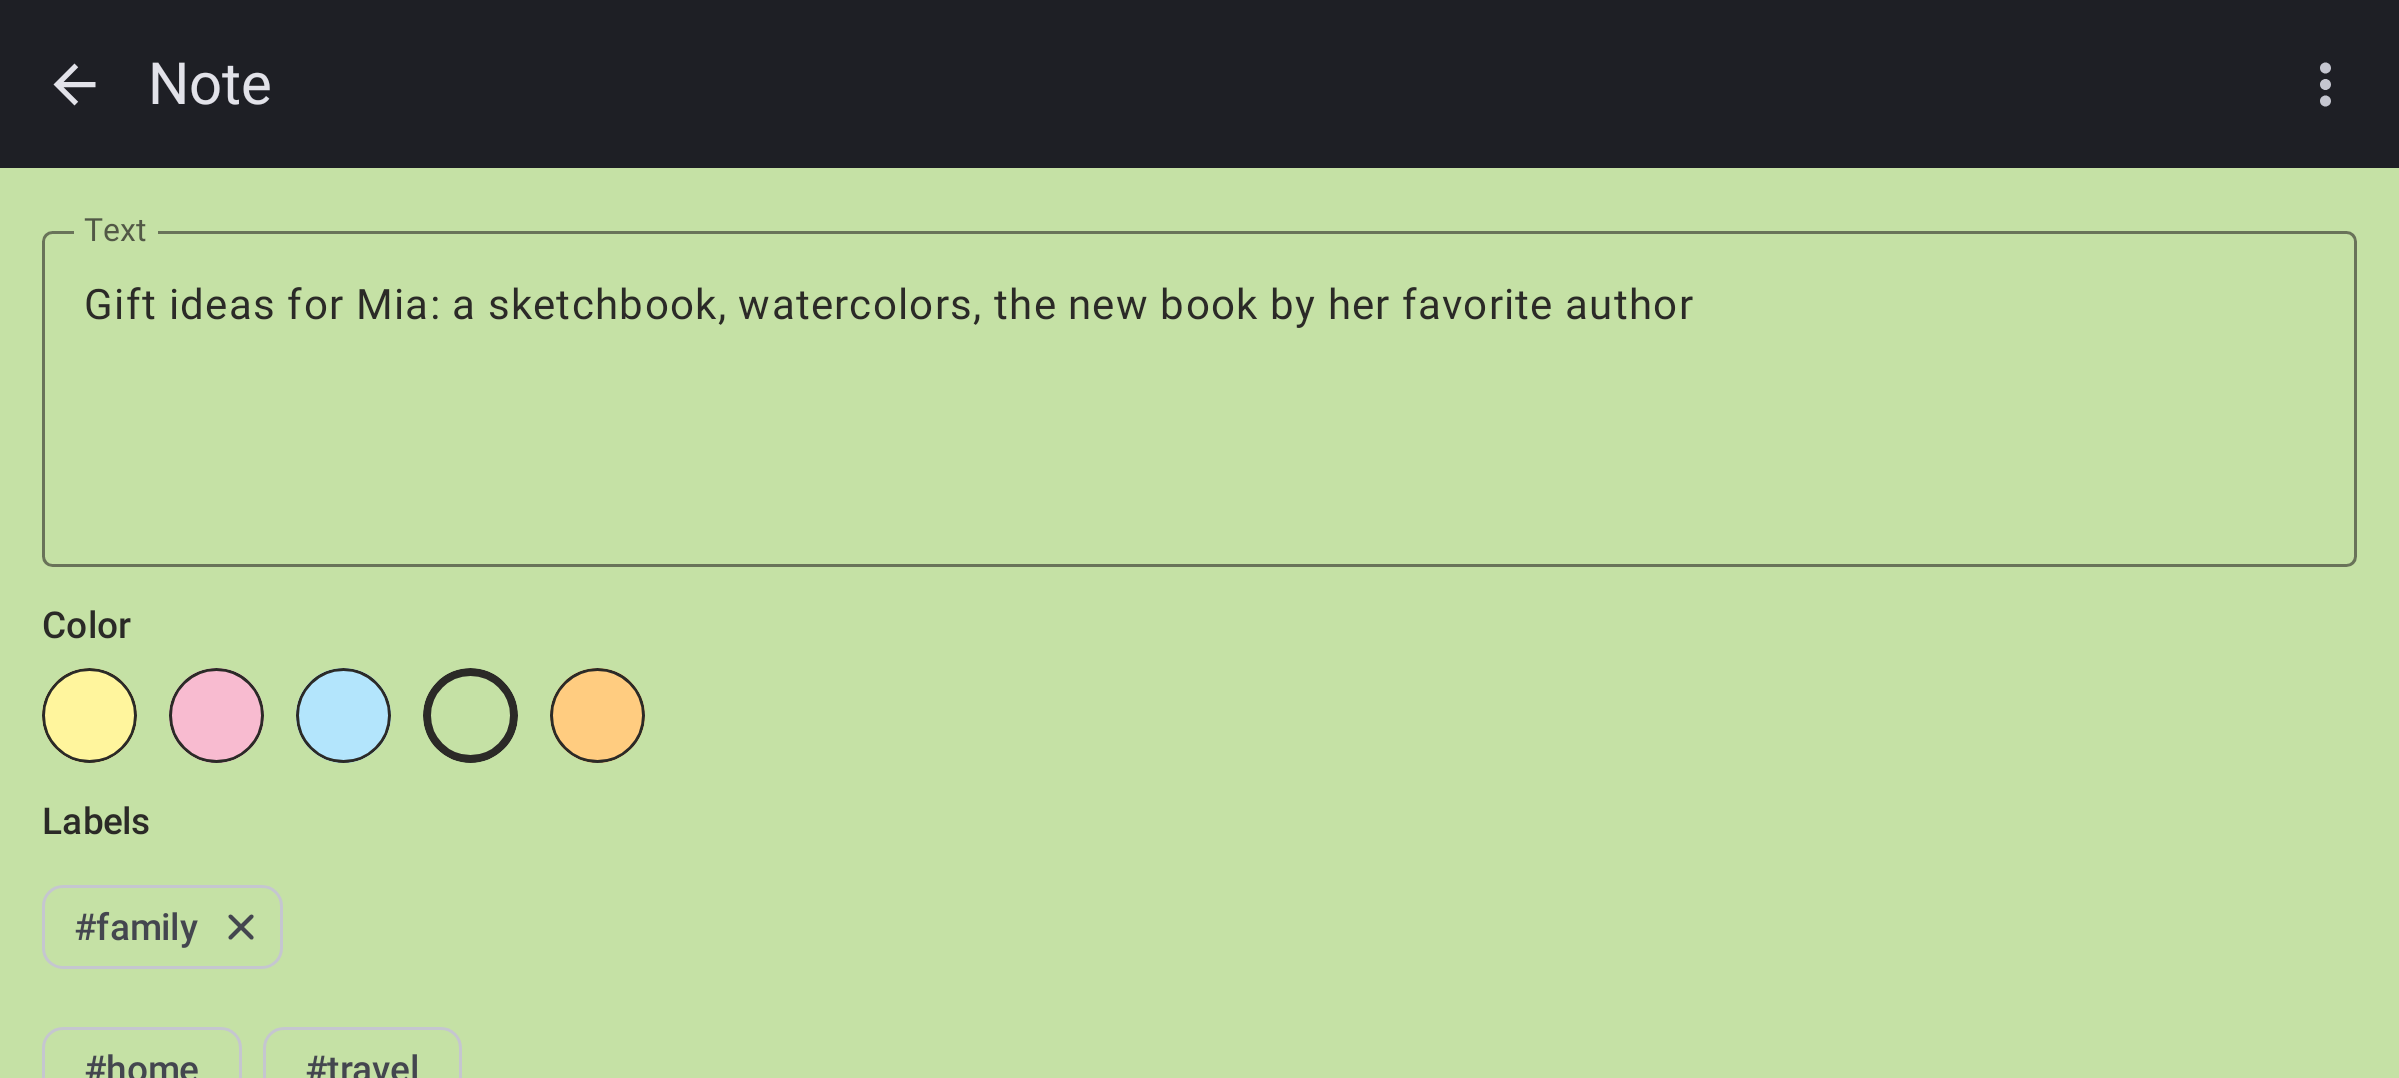 Note
Text
Gift ideas for Mia: a sketchbook, watercolors, the new book by her favorite author
Color
Labels
#family
#home #travel